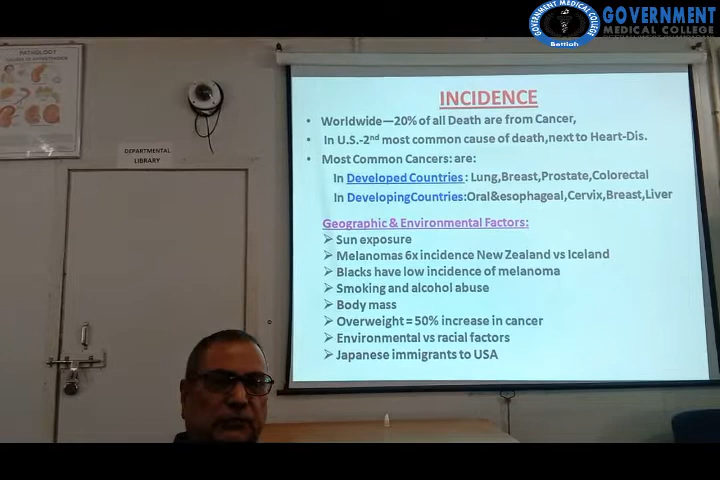 GOVERNMENT
MEDICAL COLLEGE
GOVERNMENT MEDICAL COLLEGE
Bettiah
PATHOLOGY
DEPARTMENTAL
LIBRARY
INCIDENCE
• Worldwide—20% of all Death are from Cancer,
• In U.S.-2nd most common cause of death,next to Heart-Dis.
• Most Common Cancers: are:
In Developed Countries : Lung,Breast,Prostate,Colorectal
In DevelopingCountries:Oral&esophageal,Cervix,Breast,Liver
Geographic & Environmental Factors:
➢ Sun exposure
➢ Melanomas 6x incidence New Zealand vs Iceland
➢ Blacks have low incidence of melanoma
➢ Smoking and alcohol abuse
➢ Body mass
➢ Overweight = 50% increase in cancer
➢ Environmental vs racial factors
➢ Japanese immigrants to USA